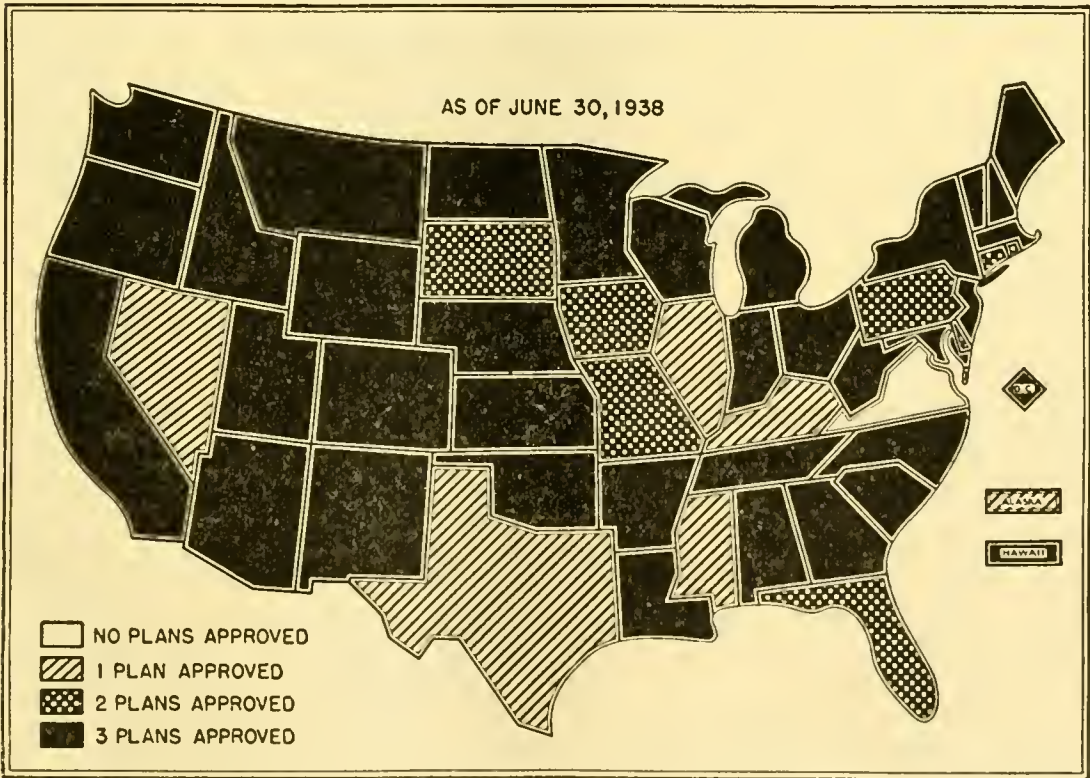 AS OF JUNE 30, 1938
D.C.
ALASKA
HAWAII
NO PLANS APPROVED
1 PLAN APPROVED
2 PLANS APPROVED
3 PLANS APPROVED